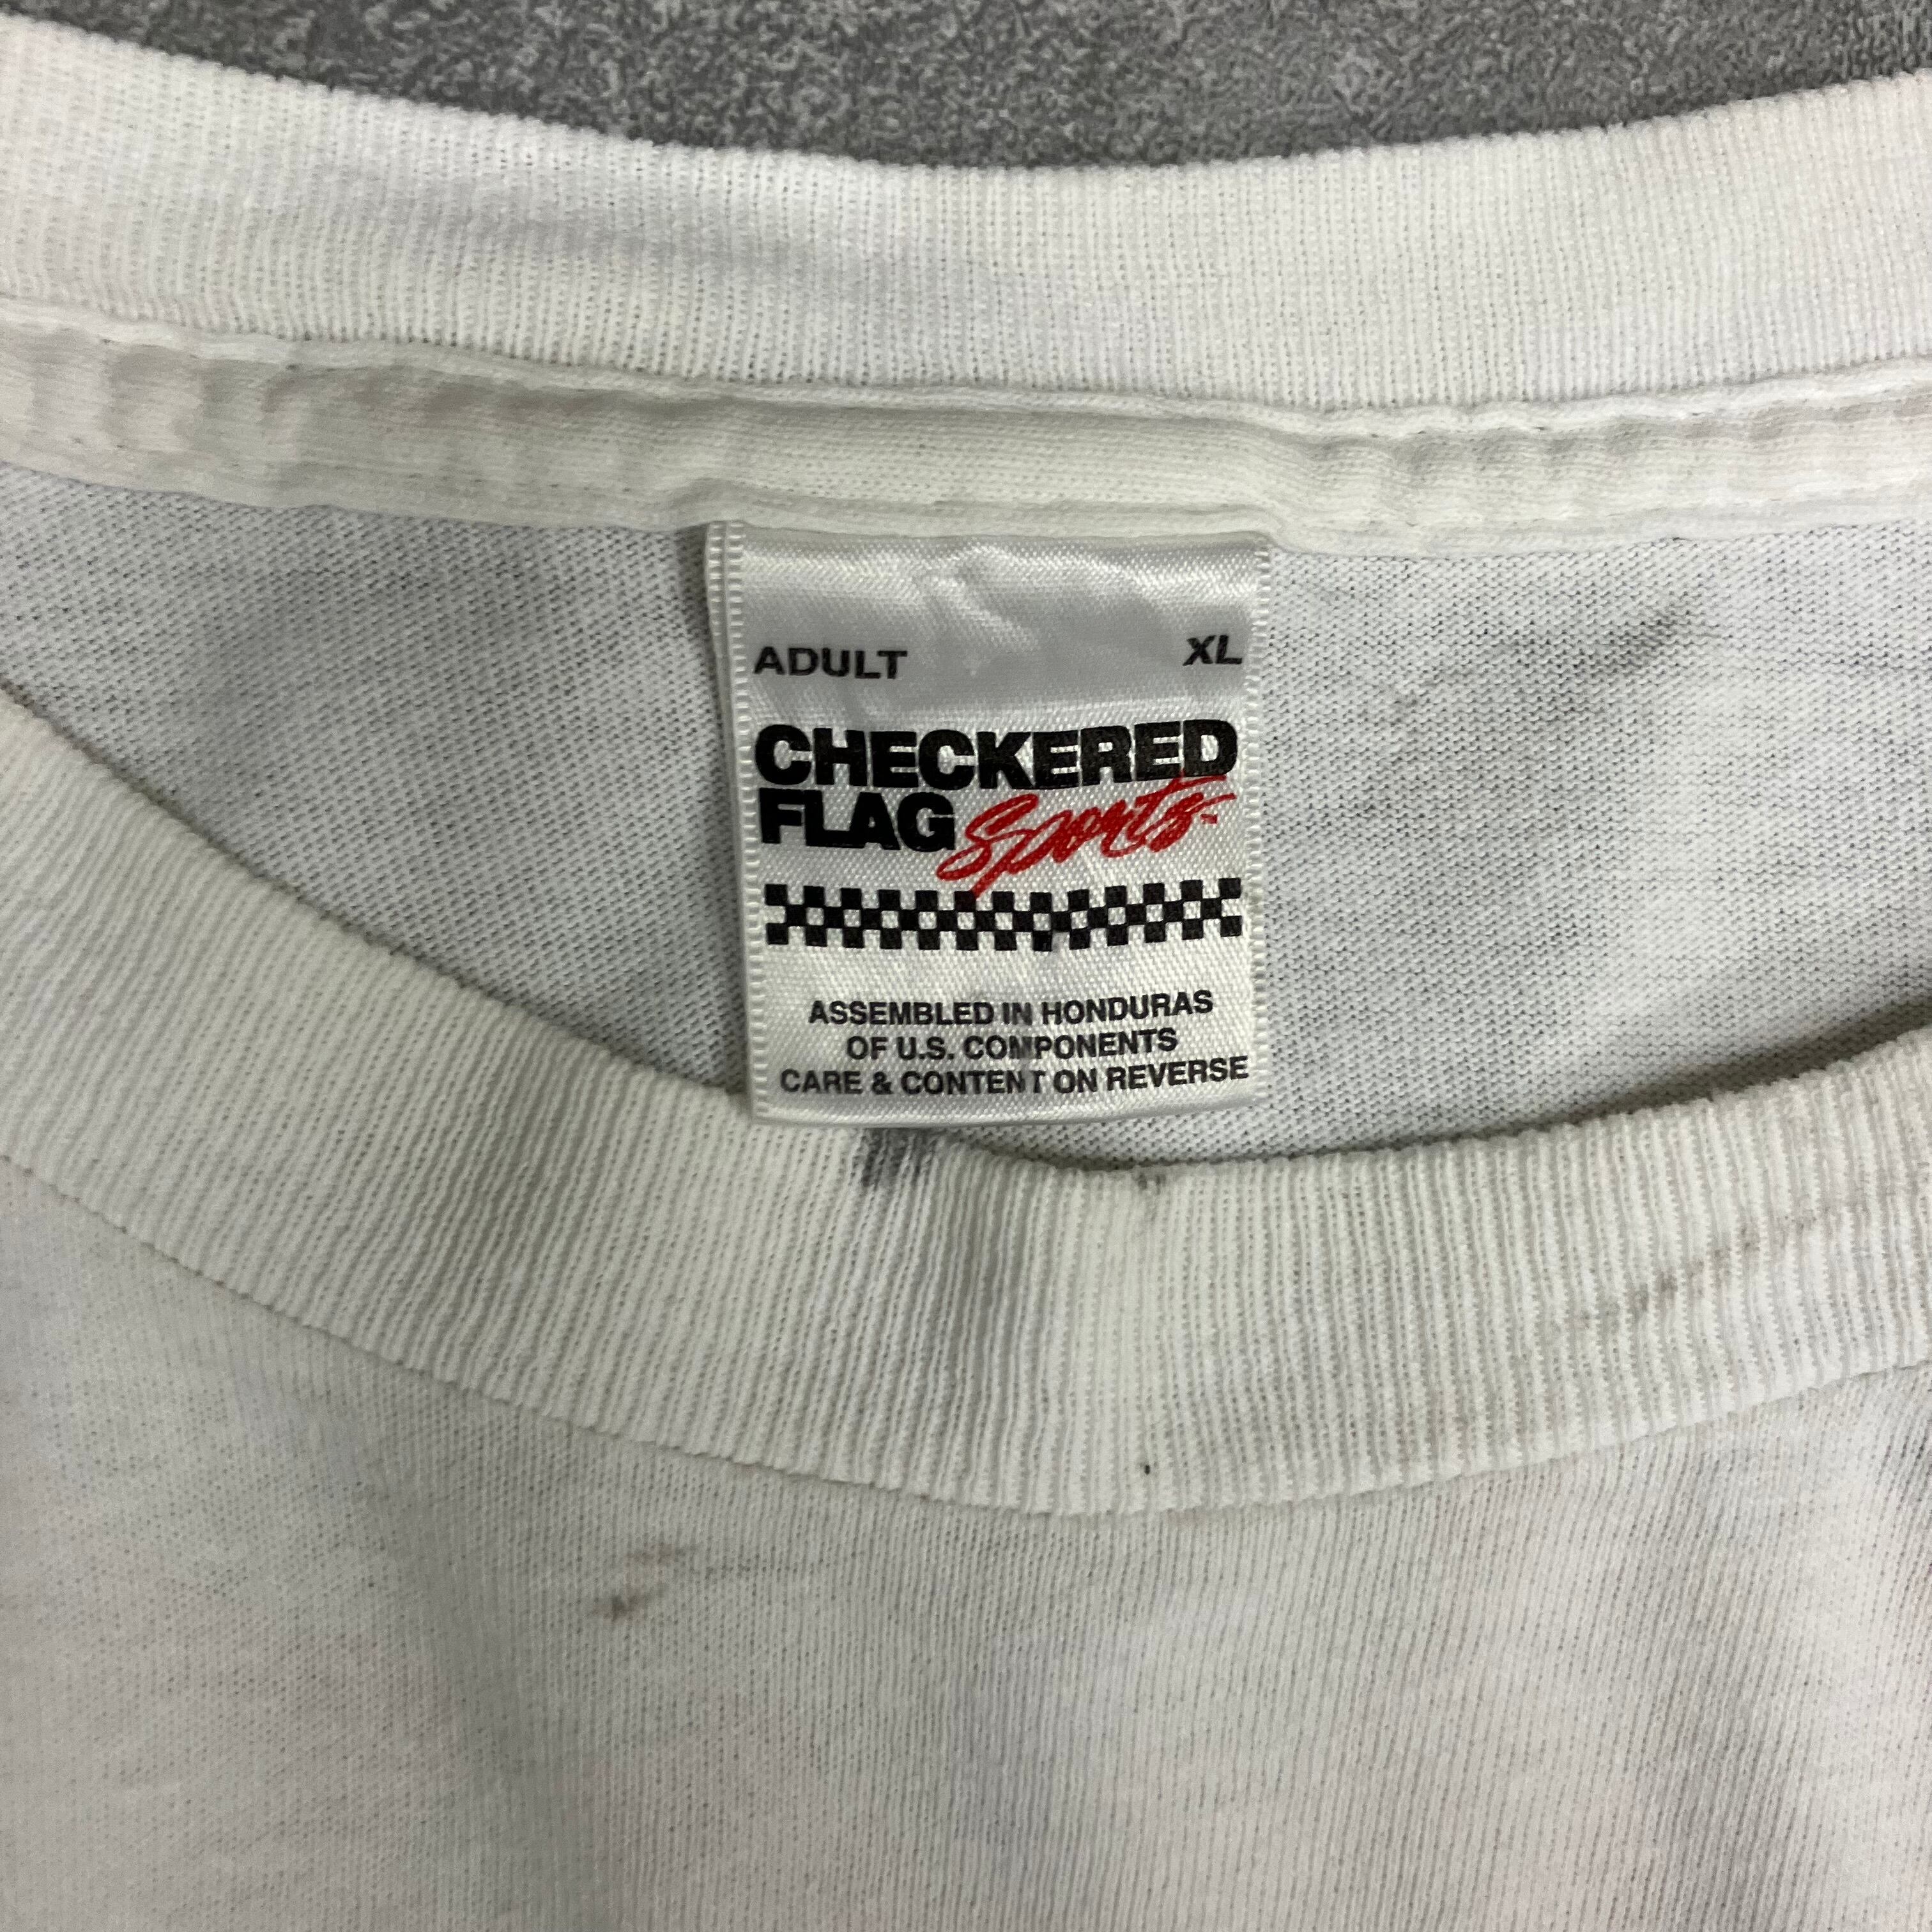 ADULT XL
CHECKERED
FLAG Sports
ASSEMBLED IN HONDURAS
OF U.S. COMPONENTS
CARE & CONTENT ON REVERSE